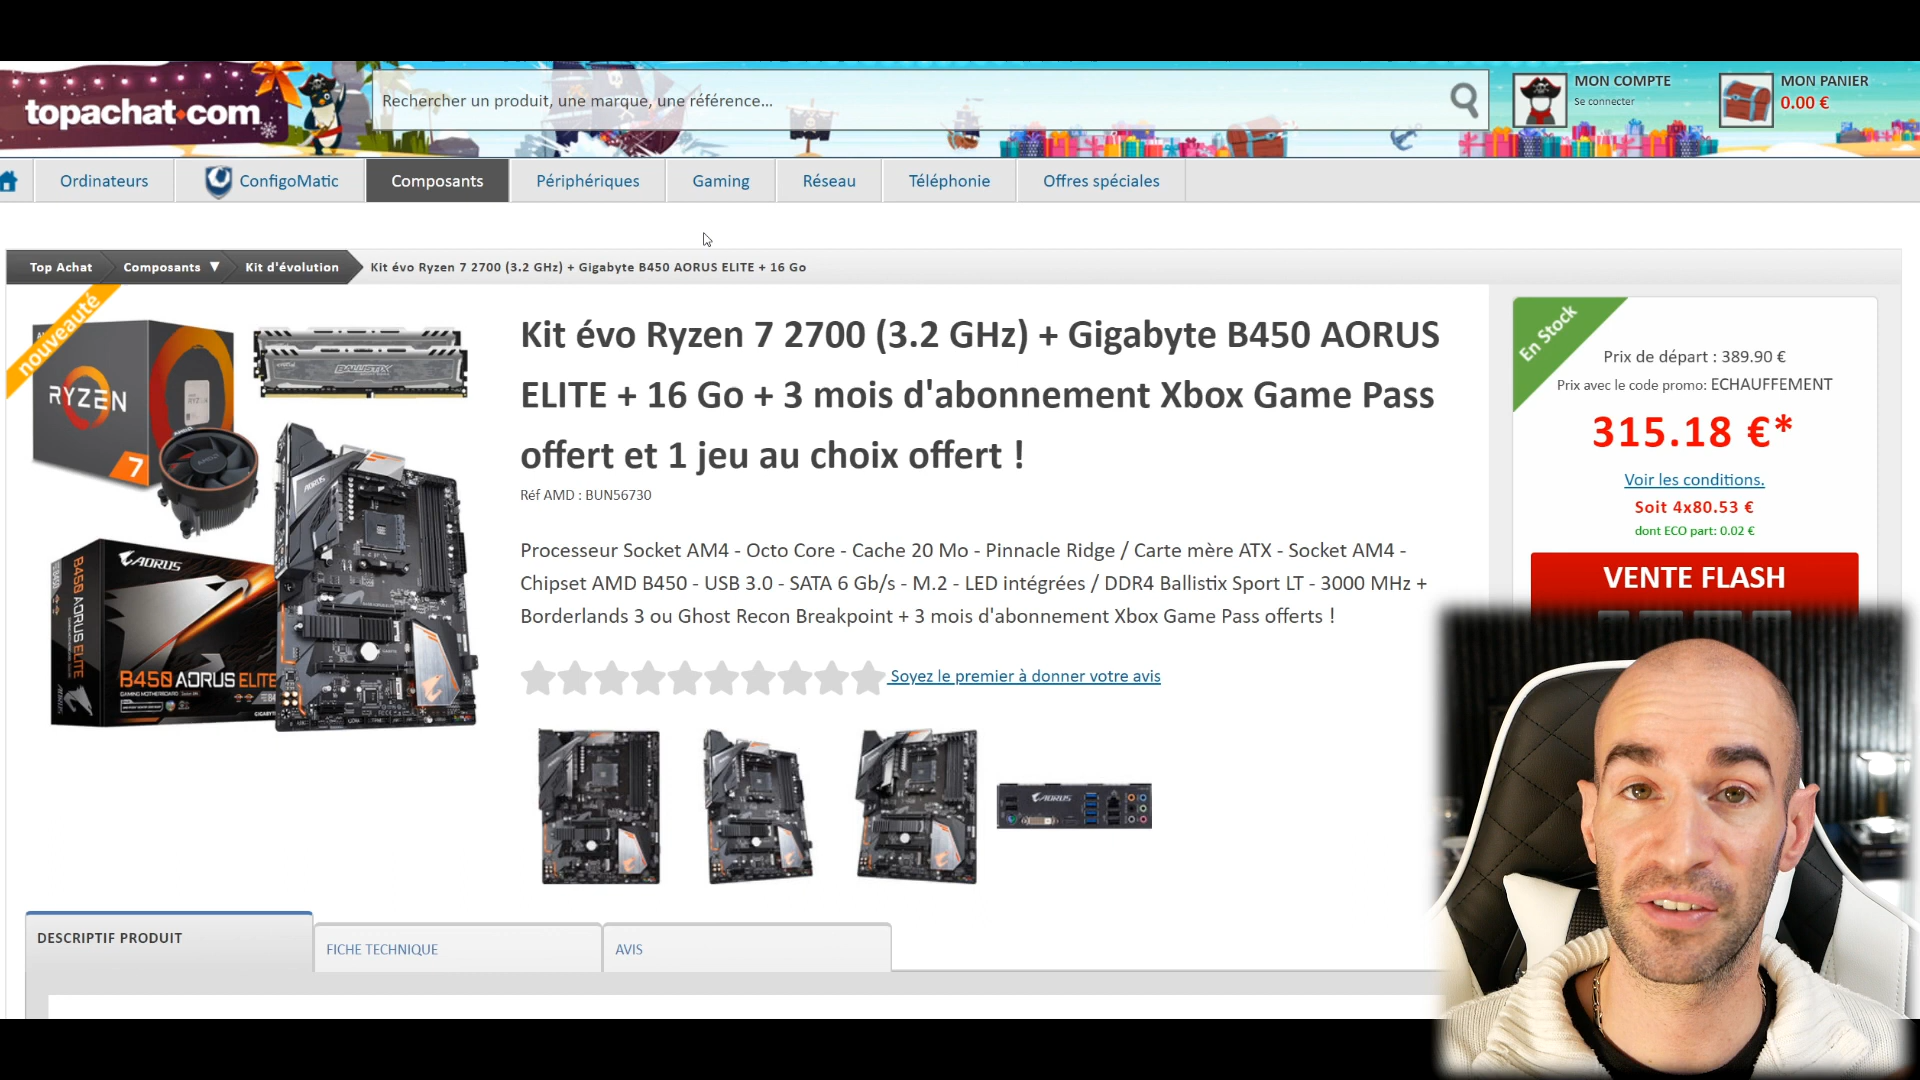 topachat.com
Rechercher un produit, une marque, une référence...
MON COMPTE
Se connecter
MON PANIER
0.00 €
Ordinateurs
ConfigoMatic
Composants
Périphériques
Gaming
Réseau
Téléphonie
Offres spéciales
Top Achat
Composants ▼
Kit d'évolution
Kit évo Ryzen 7 2700 (3.2 GHz) + Gigabyte B450 AORUS ELITE + 16 Go
nouveauté
RYZEN
7
BALLISTIX
AORUS
B450 AORUS ELITE
GAMING MOTHERBOARD
B450 AORUS ELITE
Kit évo Ryzen 7 2700 (3.2 GHz) + Gigabyte B450 AORUS
ELITE + 16 Go + 3 mois d'abonnement Xbox Game Pass
offert et 1 jeu au choix offert !
Réf AMD : BUN56730
Processeur Socket AM4 - Octo Core - Cache 20 Mo - Pinnacle Ridge / Carte mère ATX - Socket AM4 -
Chipset AMD B450 - USB 3.0 - SATA 6 Gb/s - M.2 - LED intégrées / DDR4 Ballistix Sport LT - 3000 MHz +
Borderlands 3 ou Ghost Recon Breakpoint + 3 mois d'abonnement Xbox Game Pass offerts !
Soyez le premier à donner votre avis
AORUS
En Stock
Prix de départ : 389.90 €
Prix avec le code promo: ECHAUFFEMENT
315.18 €*
Voir les conditions.
Soit 4x80.53 €
dont ECO part: 0.02 €
VENTE FLASH
DESCRIPTIF PRODUIT
FICHE TECHNIQUE
AVIS